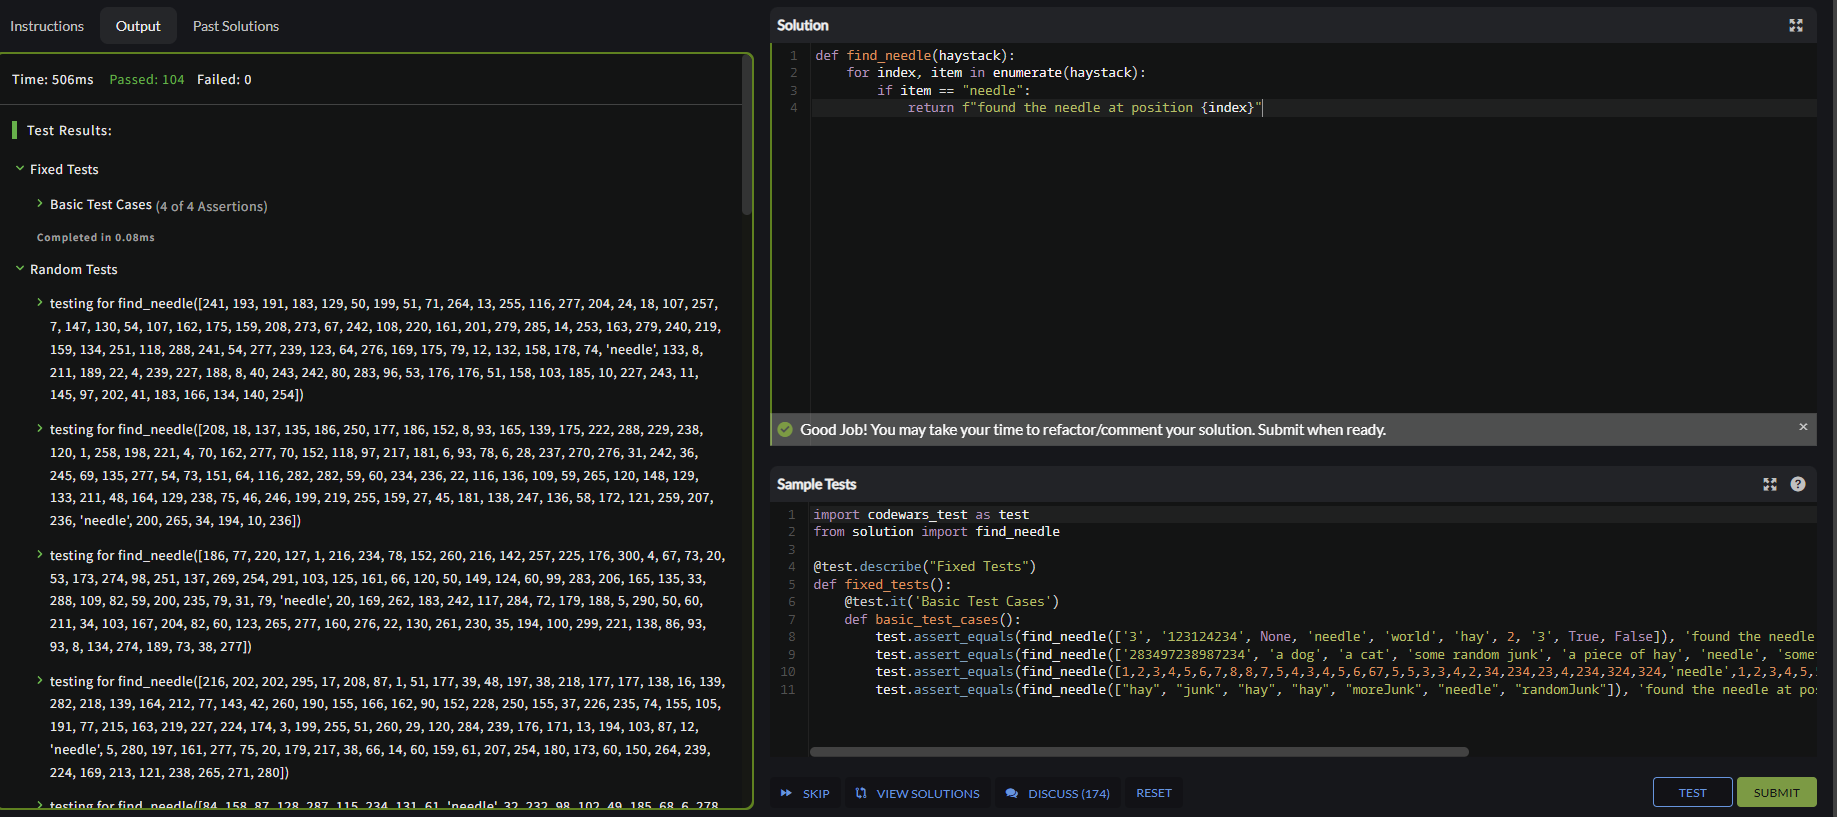 Instructions
Output
Past Solutions
Time: 506ms Passed: 104 Failed: 0
Test Results:
Fixed Tests
Basic Test Cases (4 of 4 Assertions)
Completed in 0.08ms
Random Tests
testing for find_needle([241, 193, 191, 183, 129, 50, 199, 51, 71, 264, 13, 255, 116, 277, 204, 24, 18, 107, 257,
7, 147, 130, 54, 107, 162, 175, 159, 208, 273, 67, 242, 108, 220, 161, 201, 279, 285, 14, 253, 163, 279, 240, 219,
159, 134, 251, 118, 288, 241, 54, 277, 239, 123, 64, 276, 169, 175, 79, 12, 132, 158, 178, 74, 'needle', 133, 8,
211, 189, 22, 4, 239, 227, 188, 8, 40, 243, 242, 80, 283, 96, 53, 176, 176, 51, 158, 103, 185, 10, 227, 243, 11,
145, 97, 202, 41, 183, 166, 134, 140, 254])
testing for find_needle([208, 18, 137, 135, 186, 250, 177, 186, 152, 8, 93, 165, 139, 175, 222, 288, 229, 238,
120, 1, 258, 198, 221, 4, 70, 162, 277, 70, 152, 118, 97, 217, 181, 6, 93, 78, 6, 28, 237, 270, 276, 31, 242, 36,
245, 69, 135, 277, 54, 73, 151, 64, 116, 282, 282, 59, 60, 234, 236, 22, 116, 136, 109, 59, 265, 120, 148, 129,
133, 211, 48, 164, 129, 238, 75, 46, 246, 199, 219, 255, 159, 27, 45, 181, 138, 247, 136, 58, 172, 121, 259, 207,
236, 'needle', 200, 265, 34, 194, 10, 236])
testing for find_needle([186, 77, 220, 127, 1, 216, 234, 78, 152, 260, 216, 142, 257, 225, 176, 300, 4, 67, 73, 20,
53, 173, 274, 98, 251, 137, 269, 254, 291, 103, 125, 161, 66, 120, 50, 149, 124, 60, 99, 283, 206, 165, 135, 33,
288, 109, 82, 59, 200, 235, 79, 31, 79, 'needle', 20, 169, 262, 183, 242, 117, 284, 72, 179, 188, 5, 290, 50, 60,
211, 34, 103, 167, 204, 82, 60, 123, 265, 277, 160, 276, 22, 130, 261, 230, 35, 194, 100, 299, 221, 138, 86, 93,
93, 8, 134, 274, 189, 73, 38, 277])
testing for find_needle([216, 202, 202, 295, 17, 208, 87, 1, 51, 177, 39, 48, 197, 38, 218, 177, 177, 138, 16, 139,
282, 218, 139, 164, 212, 77, 143, 42, 260, 190, 155, 166, 162, 90, 152, 228, 250, 155, 37, 226, 235, 74, 155, 105,
191, 77, 215, 163, 219, 227, 224, 174, 3, 199, 255, 51, 260, 29, 120, 284, 239, 176, 171, 13, 194, 103, 87, 12,
'needle', 5, 280, 197, 161, 277, 75, 20, 179, 217, 38, 66, 14, 60, 159, 61, 207, 254, 180, 173, 60, 150, 264, 239,
224, 169, 213, 121, 238, 265, 271, 280])
testing for find_needle([84, 158, 87, 128, 287, 115, 234, 131, 61, 'needle', 32, 232, 98, 102, 49, 185, 68, 6, 278,
Solution
1 def find_needle(haystack):
2 for index, item in enumerate(haystack):
3 if item == "needle":
4 return f"found the needle at position {index}"
Good Job! You may take your time to refactor/comment your solution. Submit when ready.
Sample Tests
1 import codewars_test as test
2 from solution import find_needle
3
4 @test.describe("Fixed Tests")
5 def fixed_tests():
6 @test.it('Basic Test Cases')
7 def basic_test_cases():
8 test.assert_equals(find_needle(['3', '123124234', None, 'needle', 'world', 'hay', 2, '3', True, False]), 'found the needle
9 test.assert_equals(find_needle(['283497238987234', 'a dog', 'a cat', 'some random junk', 'a piece of hay', 'needle', 'some
10 test.assert_equals(find_needle([1,2,3,4,5,6,7,8,8,7,5,4,3,4,5,6,67,5,5,3,3,4,2,34,234,23,4,234,324,324,'needle',1,2,3,4,5,
11 test.assert_equals(find_needle(["hay", "junk", "hay", "hay", "moreJunk", "needle", "randomJunk"]), 'found the needle at po
SKIP
VIEW SOLUTIONS
DISCUSS (174)
RESET
TEST
SUBMIT